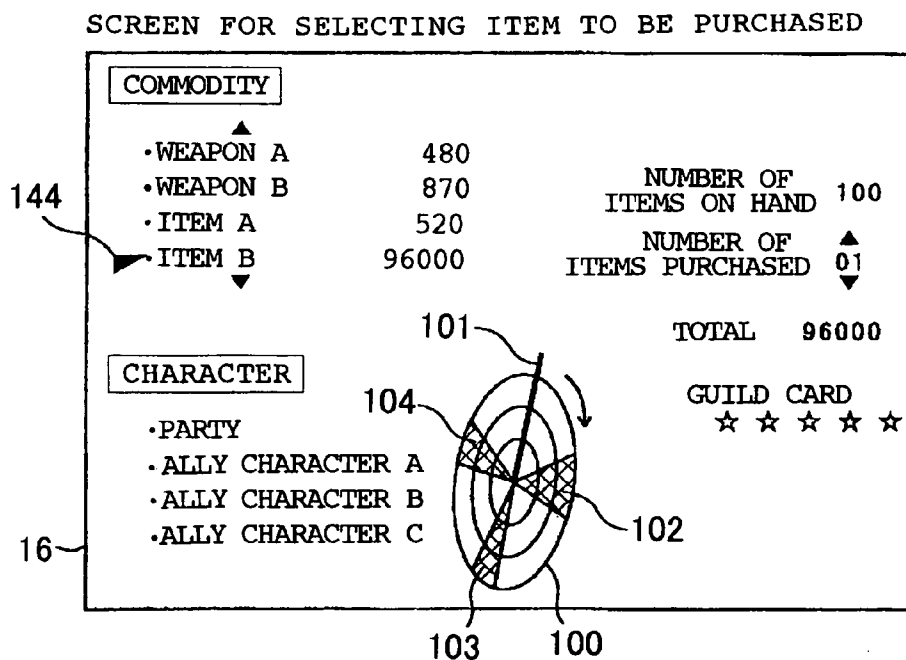 SCREEN FOR SELECTING ITEM TO BE PURCHASED
COMMODITY
·WEAPON A 480
·WEAPON B 870
·ITEM A 520
·ITEM B 96000
144
NUMBER OF
ITEMS ON HAND 100
NUMBER OF
ITEMS PURCHASED 01
TOTAL 96000
GUILD CARD
☆ ☆ ☆ ☆ ☆
101
CHARACTER
104
·PARTY
·ALLY CHARACTER A
·ALLY CHARACTER B
·ALLY CHARACTER C
102
16
103
100